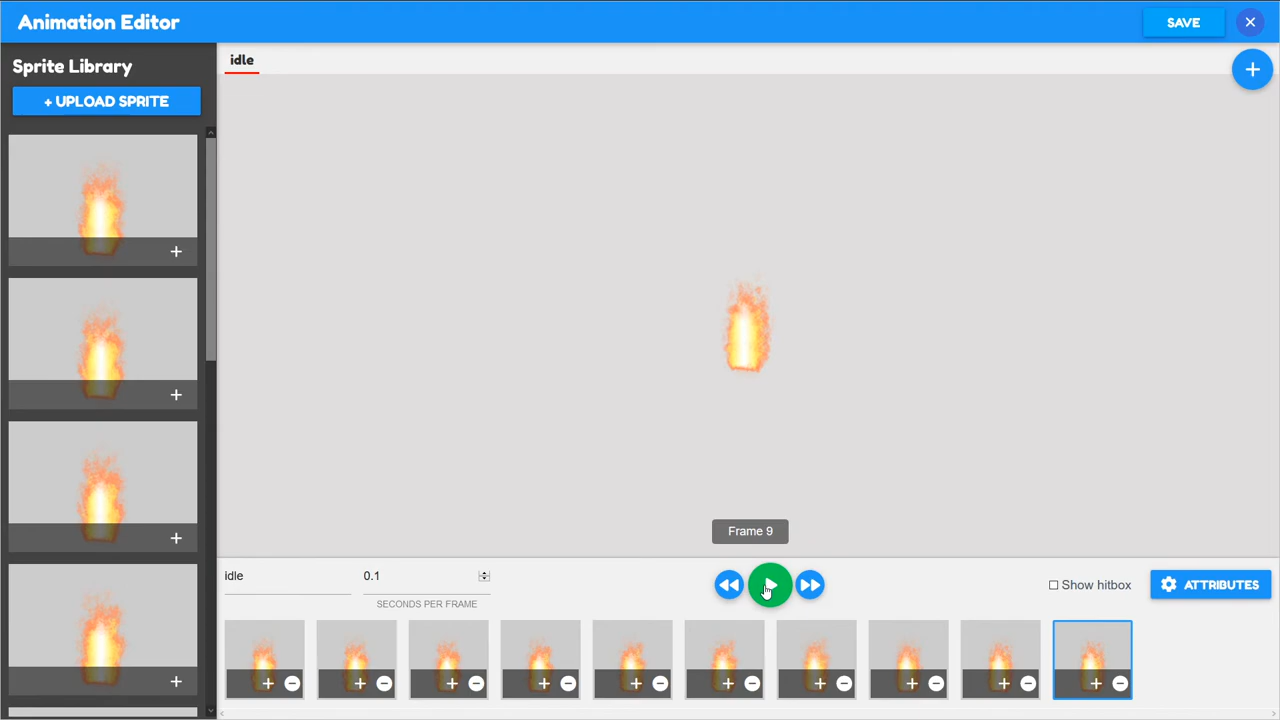 Animation Editor
SAVE
Sprite Library
idle
+ UPLOAD SPRITE
Frame 9
idle
0.1
SECONDS PER FRAME
Show hitbox
ATTRIBUTES